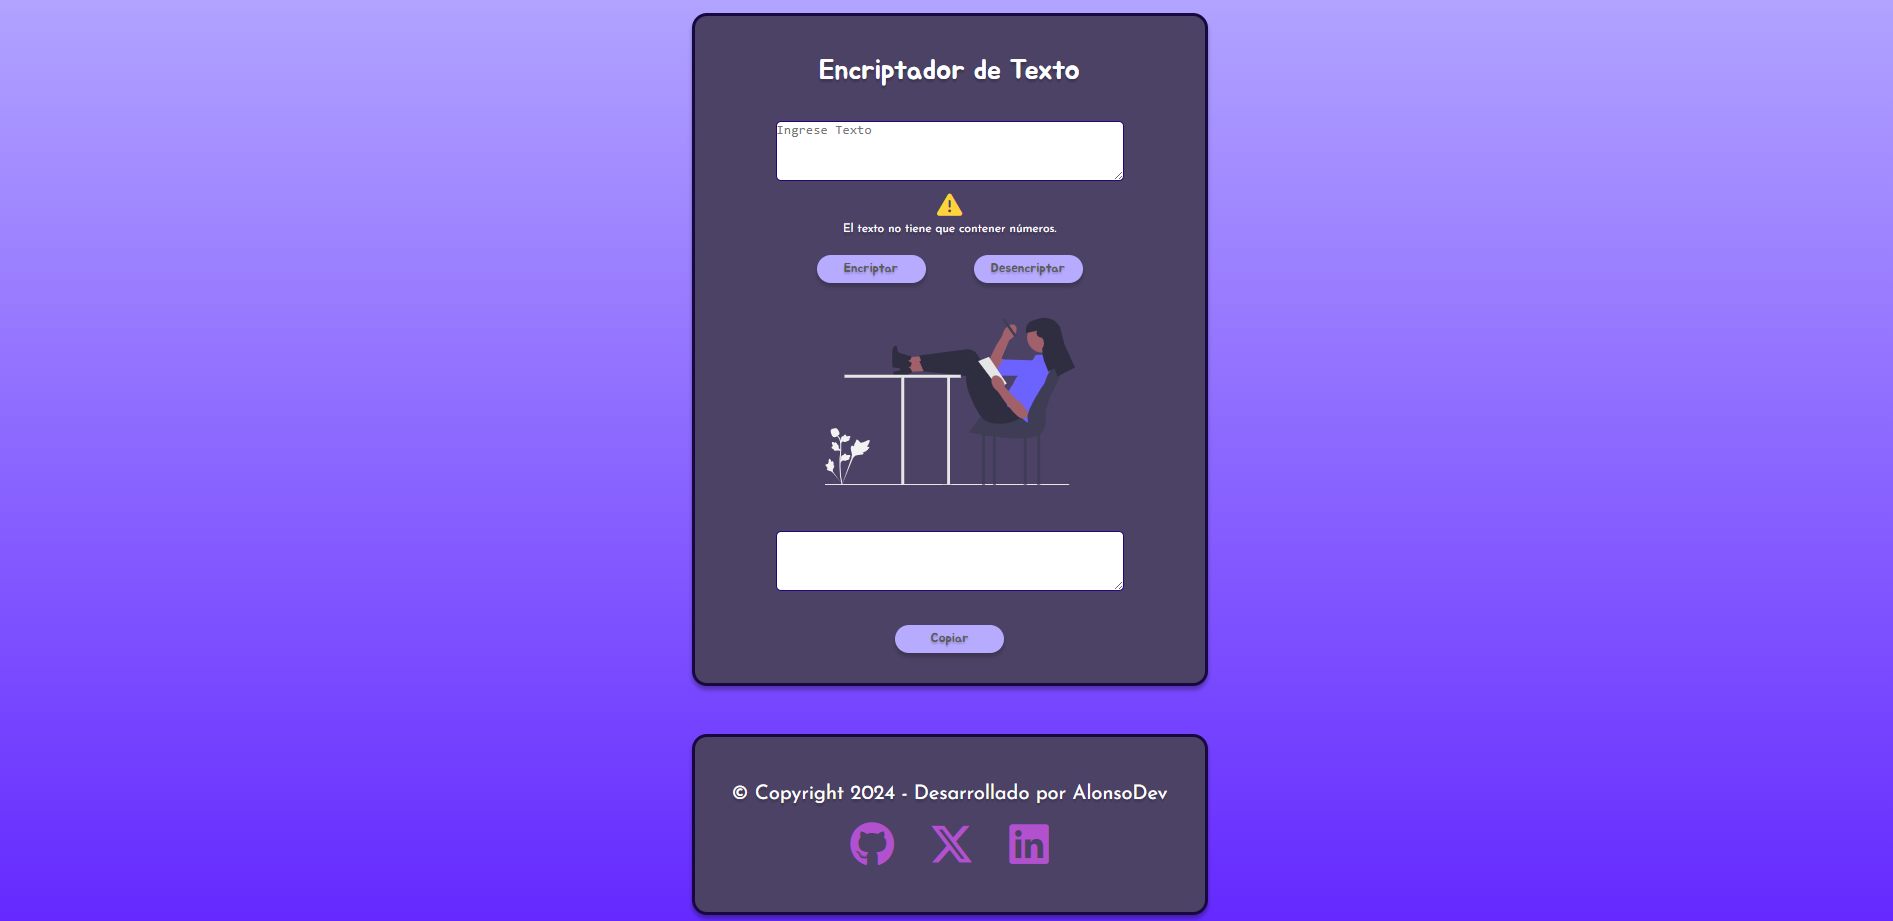 Encriptador de Texto
Ingrese Texto
El texto no tiene que contener números.
Encriptar
Desencriptar
Copiar
© Copyright 2024 - Desarrollado por AlonsoDev